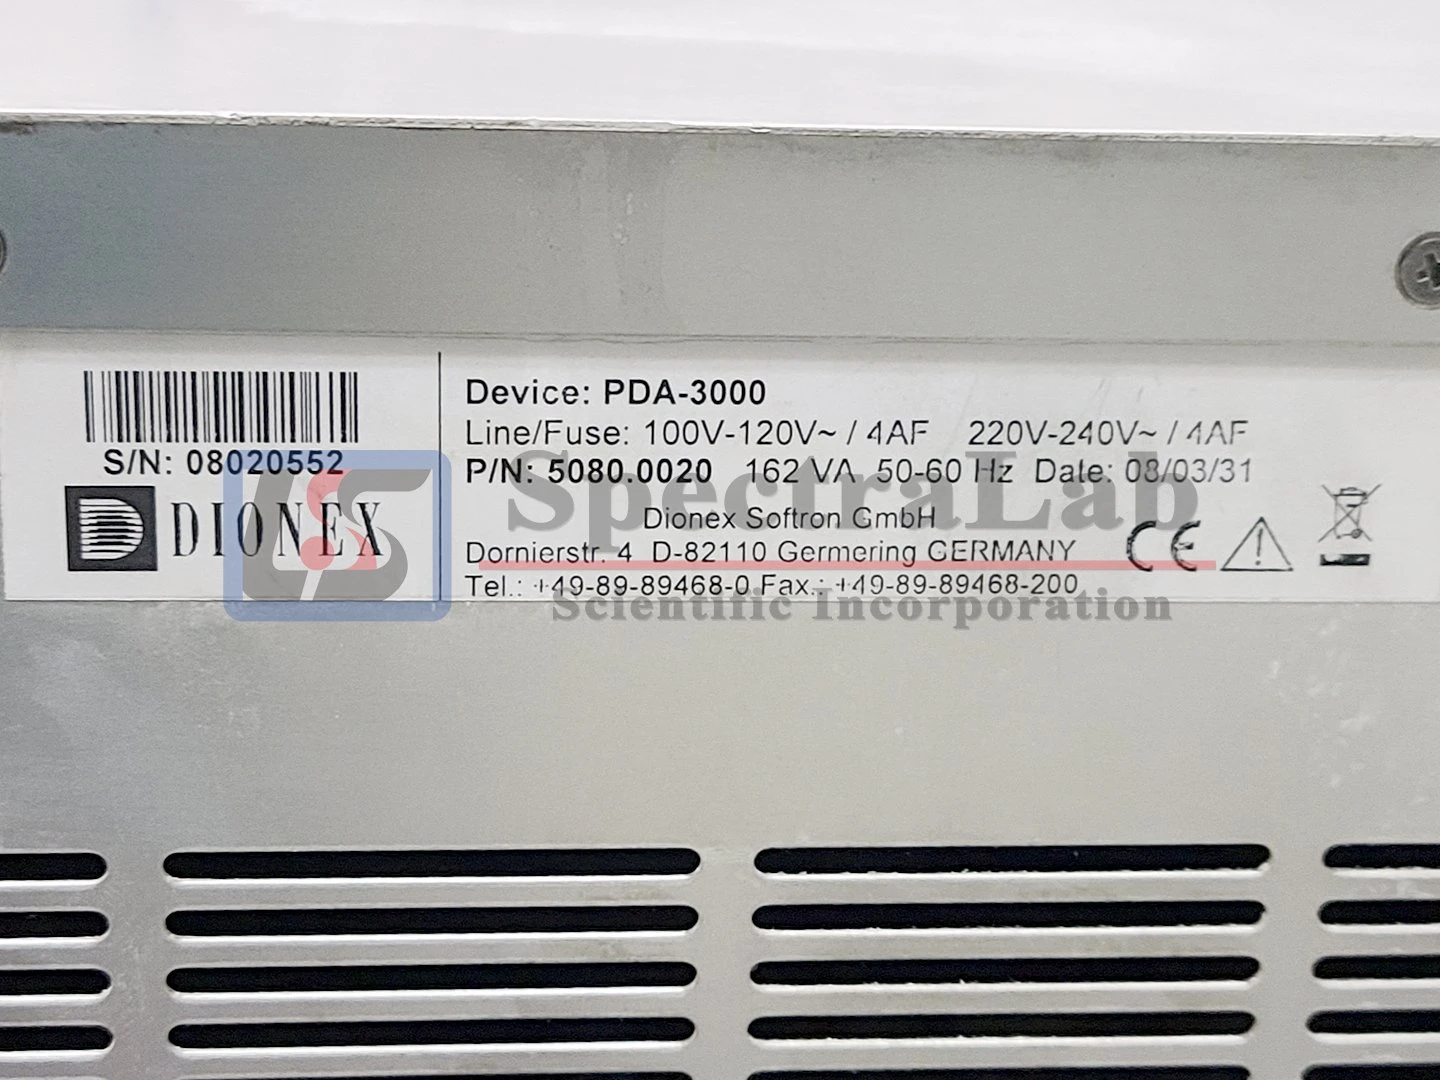 S/N: 08020552
DIONEX
Device: PDA-3000
Line/Fuse: 100V-120V~ / 4AF 220V-240V~ / 4AF
P/N: 5080.0020 162 VA 50-60 Hz Date: 08/03/31
Dionex Softron GmbH
Dornierstr. 4 D-82110 Germering GERMANY
Tel.: +49-89-89468-0 Fax.: +49-89-89468-200
CE
SpectraLab
Scientific Incorporation